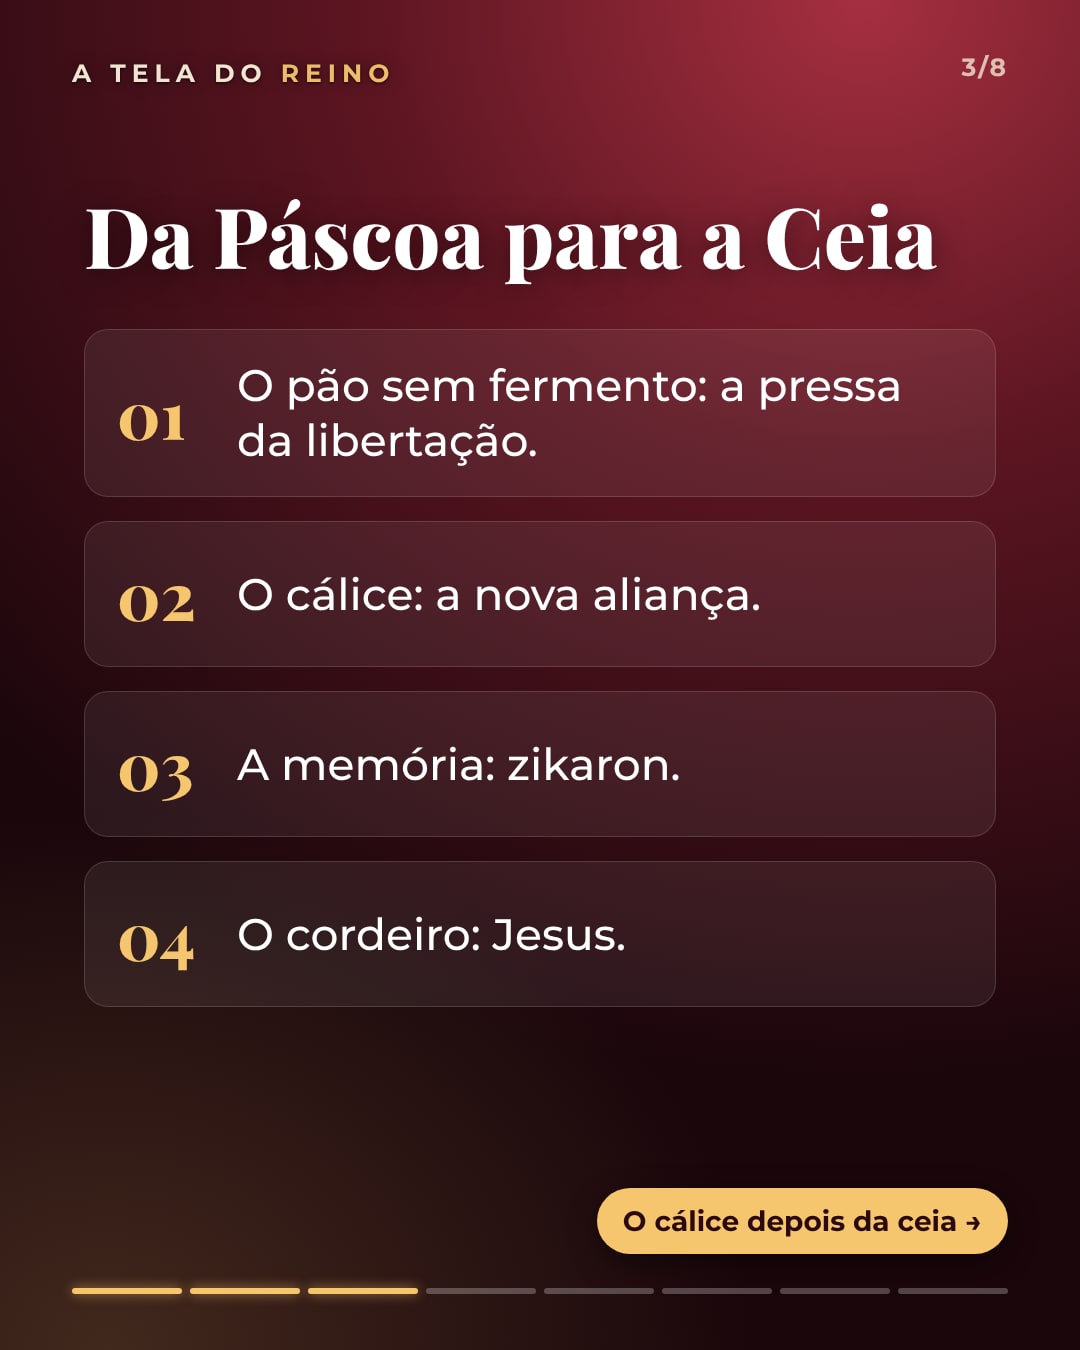 A TELA DO REINO
3/8
Da Páscoa para a Ceia
01
O pão sem fermento: a pressa
da libertação.
02
O cálice: a nova aliança.
03
A memória: zikaron.
04
O cordeiro: Jesus.
O cálice depois da ceia →